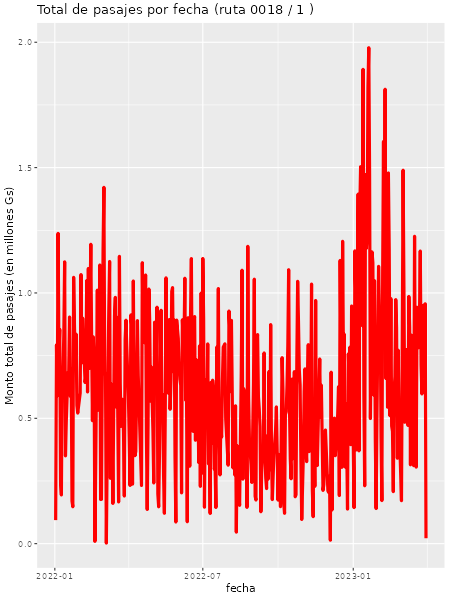 Total de pasajes por fecha (ruta 0018 / 1 )
Monto total de pasajes (en millones Gs)
2.0
1.5
1.0
0.5
0.0
2022-01
2022-07
2023-01
fecha